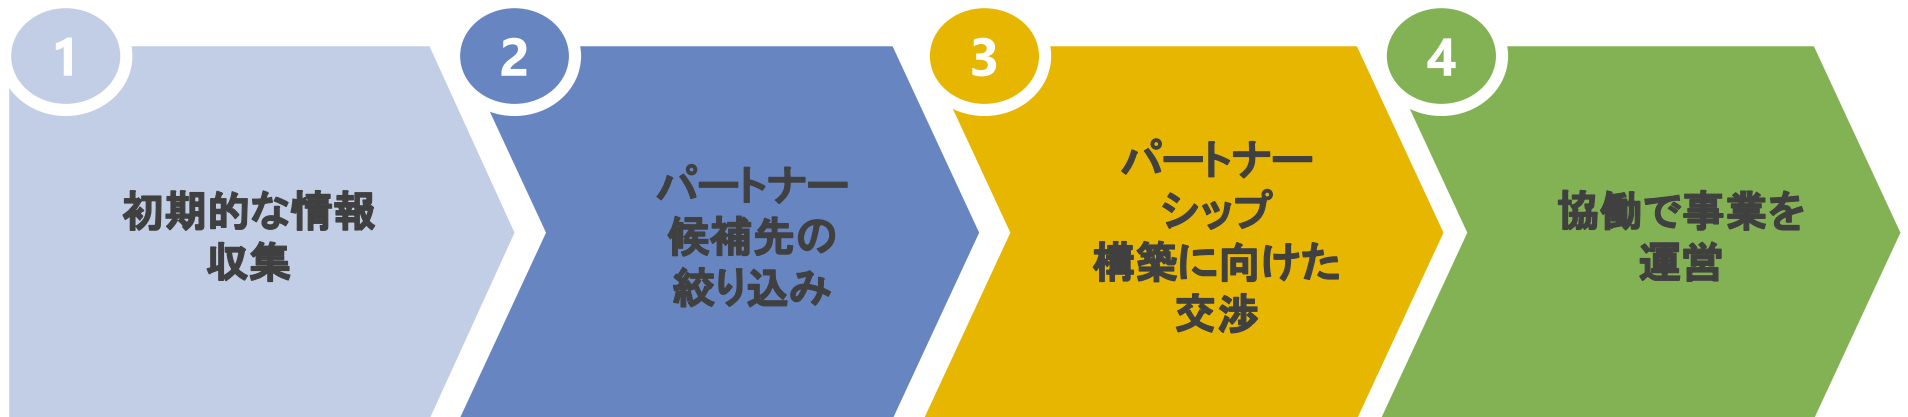 1
初期的な情報
収集
2
パートナー
候補先の
絞り込み
3
パートナー
シップ
構築に向けた
交渉
4
協働で事業を
運営